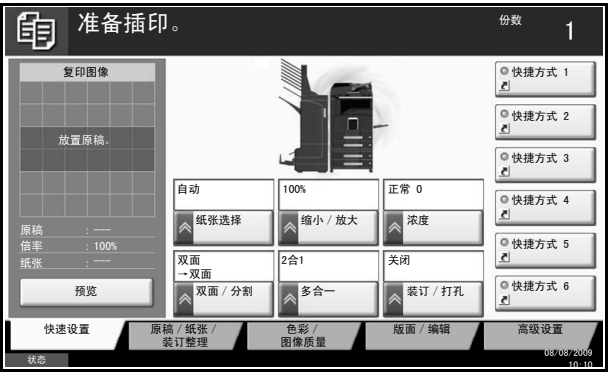 准备插印。
份数
1
复印图像
放置原稿。
原稿 : ---
倍率 : 100%
纸张 : ---
预览
自动
纸张选择
100%
缩小 / 放大
正常 0
浓度
双面
→双面
双面 / 分割
2合1
多合一
关闭
装订 / 打孔
快捷方式 1
快捷方式 2
快捷方式 3
快捷方式 4
快捷方式 5
快捷方式 6
快速设置
原稿 / 纸张 /
装订整理
色彩 /
图像质量
版面 / 编辑
高级设置
状态
08/08/2009
10:10